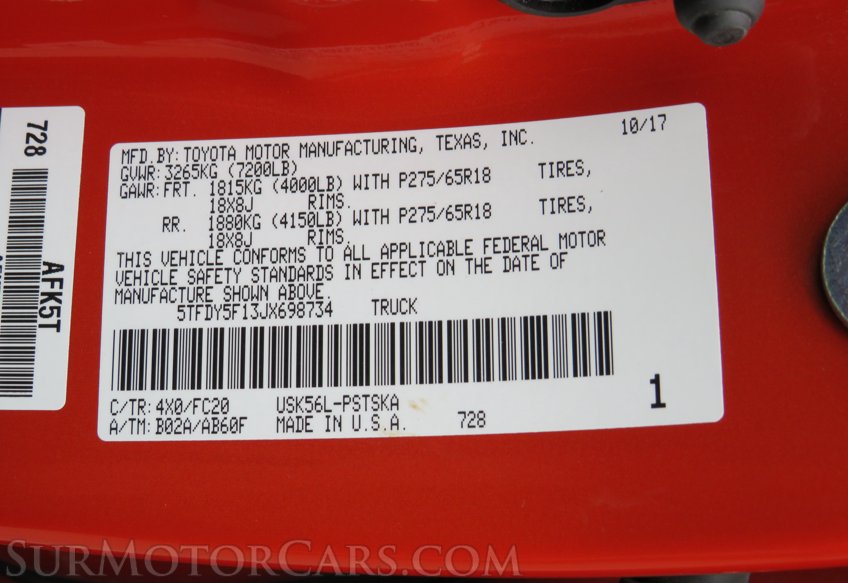 728
AFK5T
MFD.BY: TOYOTA MOTOR MANUFACTURING, TEXAS, INC. 10/17
GVWR: 3265KG (7200LB)
GAWR: FRT. 1815KG (4000LB) WITH P275/65R18 TIRES,
18X8J RIMS.
RR. 1880KG (4150LB) WITH P275/65R18 TIRES,
18X8J RIMS.
THIS VEHICLE CONFORMS TO ALL APPLICABLE FEDERAL MOTOR
VEHICLE SAFETY STANDARDS IN EFFECT ON THE DATE OF
MANUFACTURE SHOWN ABOVE.
5TFDY5F13JX698734 TRUCK
C/TR: 4X0/FC20 USK56L-PSTSKA 1
A/TM: B02A/AB60F MADE IN U.S.A. 728
SURMOTORCARS.COM